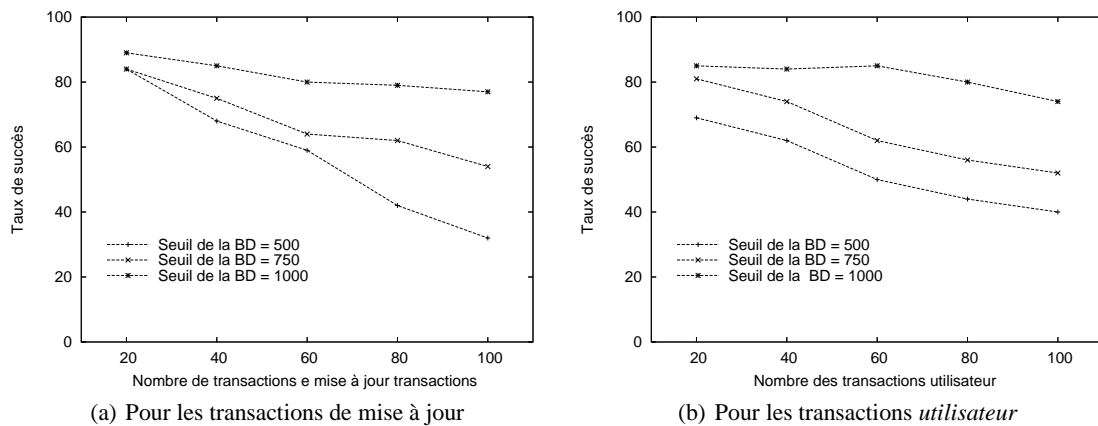 100
80
60
40
20
0
Taux de succès
Seuil de la BD = 500
Seuil de la BD = 750
Seuil de la BD = 1000
20 40 60 80 100
Nombre de transactions e mise à jour transactions
(a) Pour les transactions de mise à jour
100
80
60
40
20
0
Taux de succès
Seuil de la BD = 500
Seuil de la BD = 750
Seuil de la BD = 1000
20 40 60 80 100
Nombre des transactions utilisateur
(b) Pour les transactions utilisateur